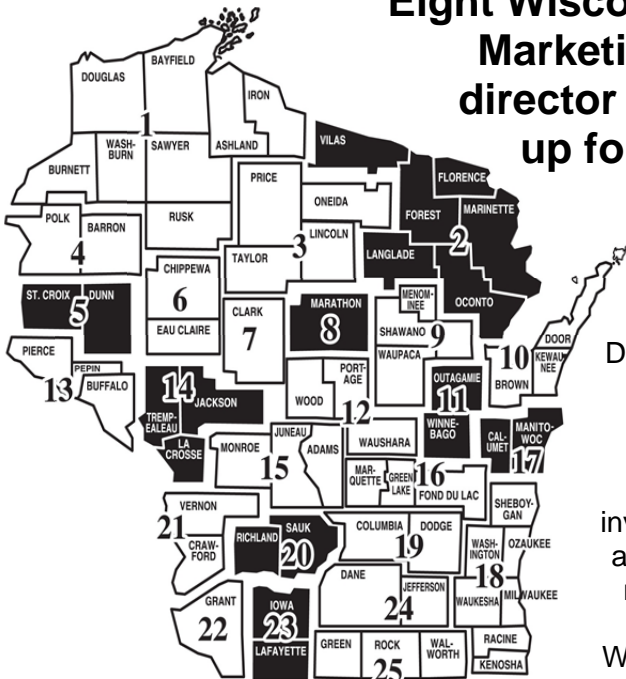 Eight Wisco
Marketi
director
up fo
DOUGLAS
BAYFIELD
IRON
1
WASH-
BURN
SAWYER
ASHLAND
BURNETT
VILAS
FLORENCE
PRICE
ONEIDA
FOREST
MARINETTE
POLK
BARRON
RUSK
LINCOLN
4
TAYLOR
3
LANGLADE
2
CHIPPEWA
6
EAU CLAIRE
ST. CROIX
DUNN
5
CLARK
7
MARATHON
8
MENOM-
INEE
SHAWANO
9
WAUPACA
OCONTO
DOOR
KEWAU-
NEE
10
BROWN
D
PIERCE
PEPIN
13
BUFFALO
14
JACKSON
TREMP-
EALEAU
LA
CROSSE
PORT-
AGE
WOOD
12
OUTAGAMIE
11
WINNE-
BAGO
CAL-
UMET
MANITO-
WOC
17
MONROE
JUNEAU
ADAMS
15
WAUSHARA
MAR-
QUETTE
GREEN
LAKE
16
FOND DU LAC
SHEBOY-
GAN
VERNON
21
CRAW-
FORD
RICHLAND
SAUK
20
COLUMBIA
DODGE
19
WASH-
INGTON
OZAUKEE
18
WAUKESHA
MILWAUKEE
inv
a
r
GRANT
22
IOWA
23
LAFAYETTE
DANE
JEFFERSON
24
GREEN
ROCK
25
WAL-
WORTH
RACINE
KENOSHA
W